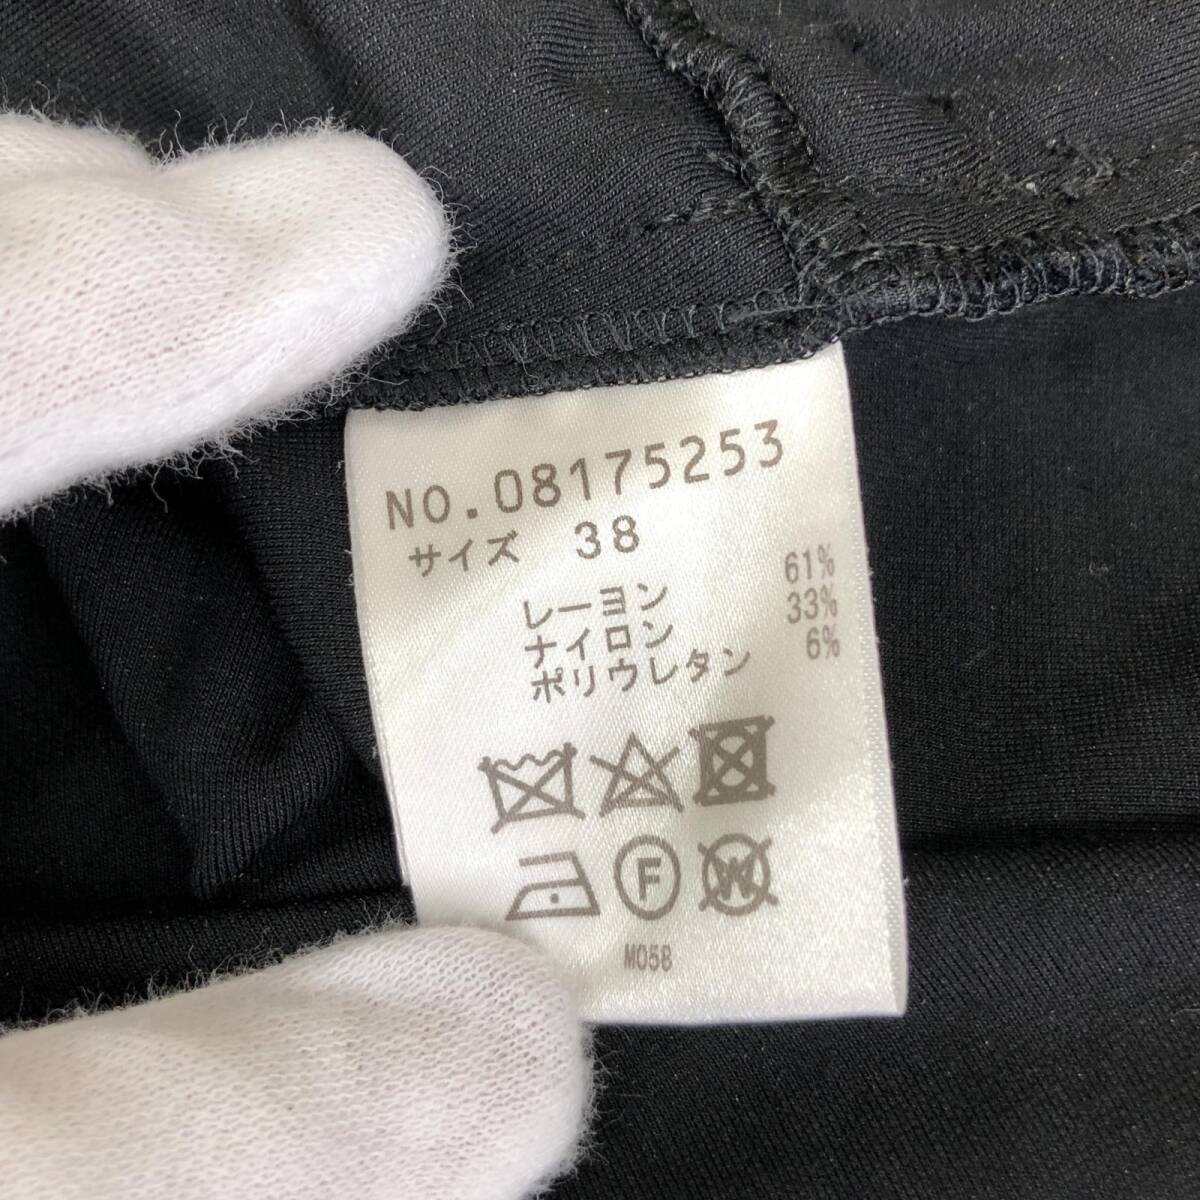 NO.08175253
サイズ 38
レーヨン 61%
ナイロン 33%
ポリウレタン 6%
F W
M058